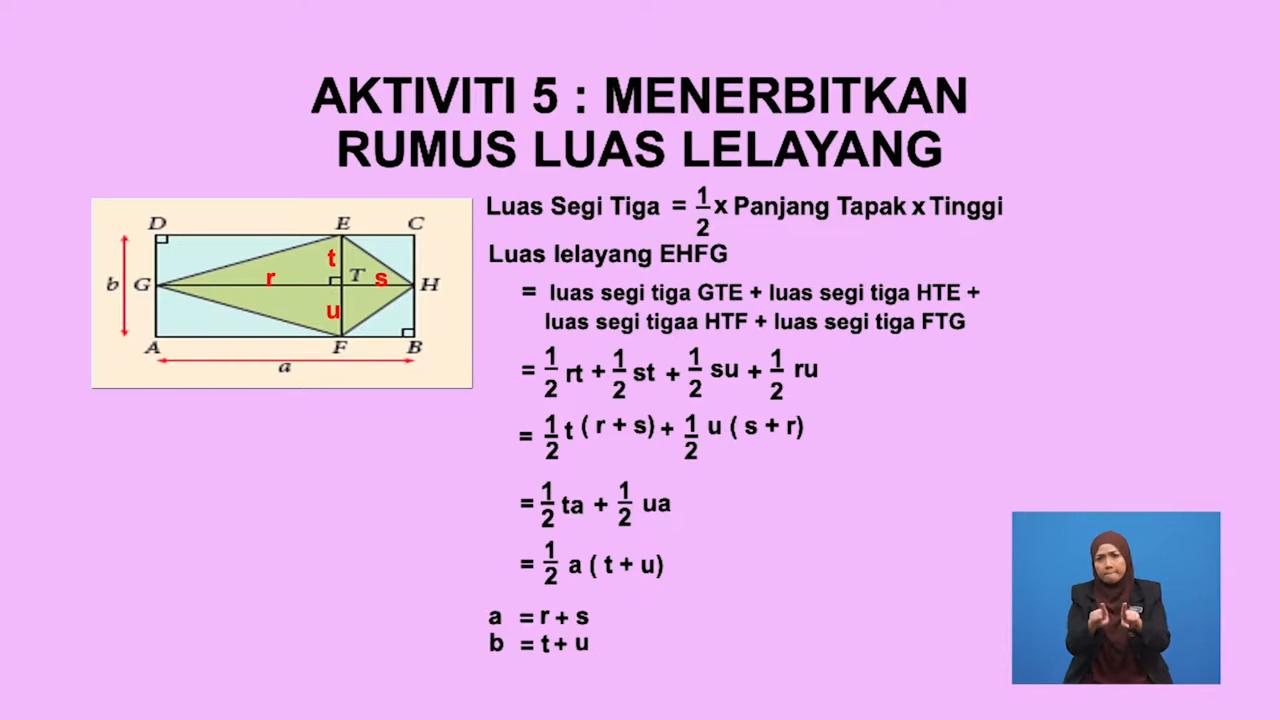 AKTIVITI 5 : MENERBITKAN
RUMUS LUAS LELAYANG
D E C
t
b G r T s H
u
A F B
a
Luas Segi Tiga = 1/2 x Panjang Tapak x Tinggi
Luas lelayang EHFG
= luas segi tiga GTE + luas segi tiga HTE +
luas segi tigaa HTF + luas segi tiga FTG
= 1/2 rt + 1/2 st + 1/2 su + 1/2 ru
= 1/2 t ( r + s) + 1/2 u ( s + r)
= 1/2 ta + 1/2 ua
= 1/2 a ( t + u)
a = r + s
b = t + u